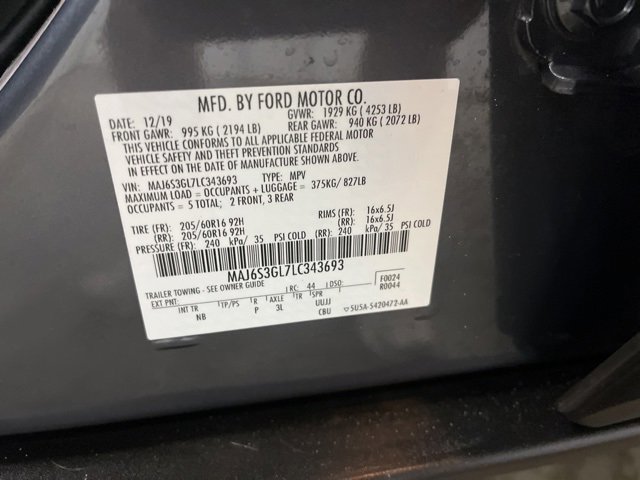 MFD. BY FORD MOTOR CO.
DATE: 12/19 GVWR: 1929 KG ( 4253 LB)
FRONT GAWR: 995 KG ( 2194 LB) REAR GAWR: 940 KG ( 2072 LB)
THIS VEHICLE CONFORMS TO ALL APPLICABLE FEDERAL MOTOR
VEHICLE SAFETY AND THEFT PREVENTION STANDARDS
IN EFFECT ON THE DATE OF MANUFACTURE SHOWN ABOVE.
VIN: MAJ6S3GL7LC343693 TYPE: MPV
MAXIMUM LOAD = OCCUPANTS + LUGGAGE = 375KG/ 827LB
OCCUPANTS = 5 TOTAL; 2 FRONT, 3 REAR
TIRE (FR): 205/60R16 92H RIMS (FR): 16x6.5J
(RR): 205/60R16 92H (RR): 16x6.5J
PRESSURE (FR): 240 kPa/ 35 PSI COLD (RR): 240 kPa/ 35 PSI COLD
MAJ6S3GL7LC343693
TRAILER TOWING - SEE OWNER GUIDE RC: 44 DSO: F0024
EXT PNT: R0044
INT TR TP/PS R AXLE TR SPR
NB P 3L UUJJ
CBU 5U5A-5420472-AA